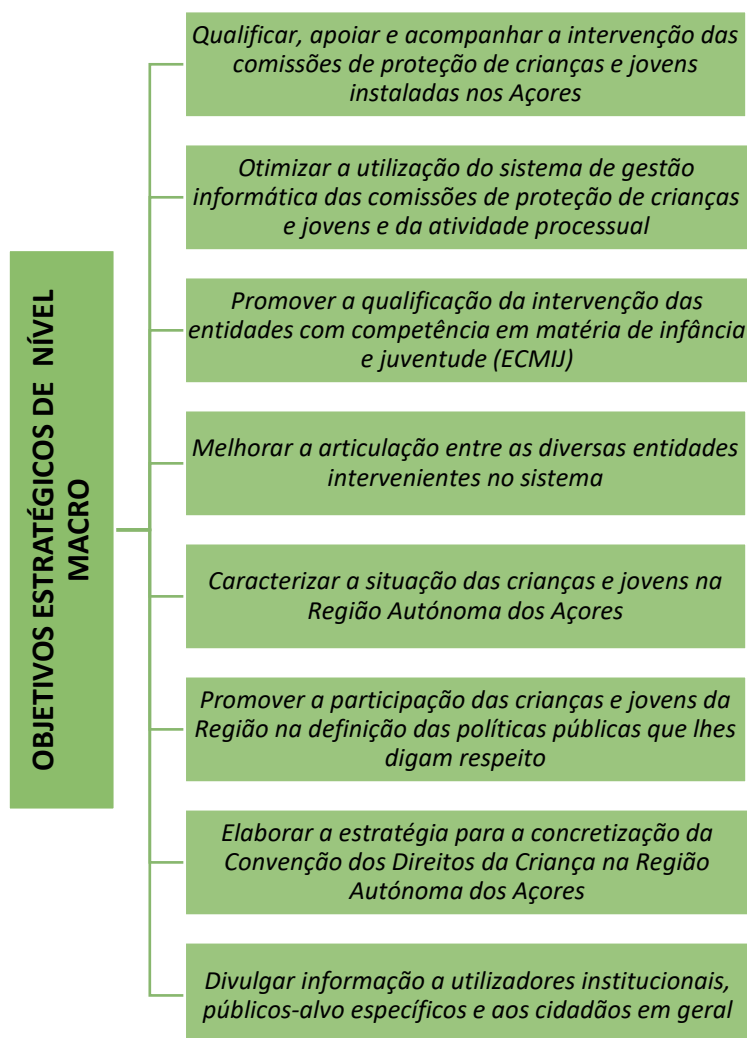 OBJETIVOS ESTRATÉGICOS DE NÍVEL
MACRO
Qualificar, apoiar e acompanhar a intervenção das
comissões de proteção de crianças e jovens
instaladas nos Açores
Otimizar a utilização do sistema de gestão
informática das comissões de proteção de crianças
e jovens e da atividade processual
Promover a qualificação da intervenção das
entidades com competência em matéria de infância
e juventude (ECMIJ)
Melhorar a articulação entre as diversas entidades
intervenientes no sistema
Caracterizar a situação das crianças e jovens na
Região Autónoma dos Açores
Promover a participação das crianças e jovens da
Região na definição das políticas públicas que lhes
digam respeito
Elaborar a estratégia para a concretização da
Convenção dos Direitos da Criança na Região
Autónoma dos Açores
Divulgar informação a utilizadores institucionais,
públicos-alvo específicos e aos cidadãos em geral